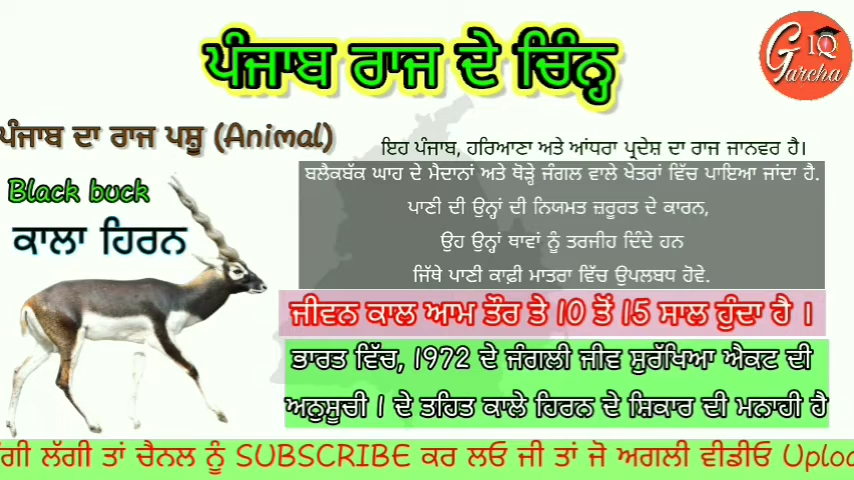 ਪੰਜਾਬ ਰਾਜ ਦੇ ਚਿੰਨ੍ਹ
G IQ
Garcha
ਪੰਜਾਬ ਦਾ ਰਾਜ ਪਸ਼ੂ (Animal)
Black buck
ਕਾਲਾ ਹਿਰਨ
ਇਹ ਪੰਜਾਬ, ਹਰਿਆਣਾ ਅਤੇ ਆਂਧਰਾ ਪ੍ਰਦੇਸ਼ ਦਾ ਰਾਜ ਜਾਨਵਰ ਹੈ।
ਬਲੈਕਬੱਕ ਘਾਹ ਦੇ ਮੈਦਾਨਾਂ ਅਤੇ ਥੋੜ੍ਹੇ ਜੰਗਲ ਵਾਲੇ ਖੇਤਰਾਂ ਵਿੱਚ ਪਾਇਆ ਜਾਂਦਾ ਹੈ.
ਪਾਣੀ ਦੀ ਉਨ੍ਹਾਂ ਦੀ ਨਿਯਮਤ ਜ਼ਰੂਰਤ ਦੇ ਕਾਰਨ,
ਉਹ ਉਨ੍ਹਾਂ ਥਾਵਾਂ ਨੂੰ ਤਰਜੀਹ ਦਿੰਦੇ ਹਨ
ਜਿੱਥੇ ਪਾਣੀ ਕਾਫ਼ੀ ਮਾਤਰਾ ਵਿੱਚ ਉਪਲਬਧ ਹੋਵੇ.
ਜੀਵਨ ਕਾਲ ਆਮ ਤੌਰ ਤੇ 10 ਤੋਂ 15 ਸਾਲ ਹੁੰਦਾ ਹੈ ।
ਭਾਰਤ ਵਿੱਚ, 1972 ਦੇ ਜੰਗਲੀ ਜੀਵ ਸੁਰੱਖਿਆ ਐਕਟ ਦੀ
ਅਨੁਸੂਚੀ 1 ਦੇ ਤਹਿਤ ਕਾਲੇ ਹਿਰਨ ਦੇ ਸ਼ਿਕਾਰ ਦੀ ਮਨਾਹੀ ਹੈ
ਲੱਗੀ ਤਾਂ ਚੈਨਲ ਨੂੰ SUBSCRIBE ਕਰ ਲਓ ਜੀ ਤਾਂ ਜੋ ਅਗਲੀ ਵੀਡੀਓ